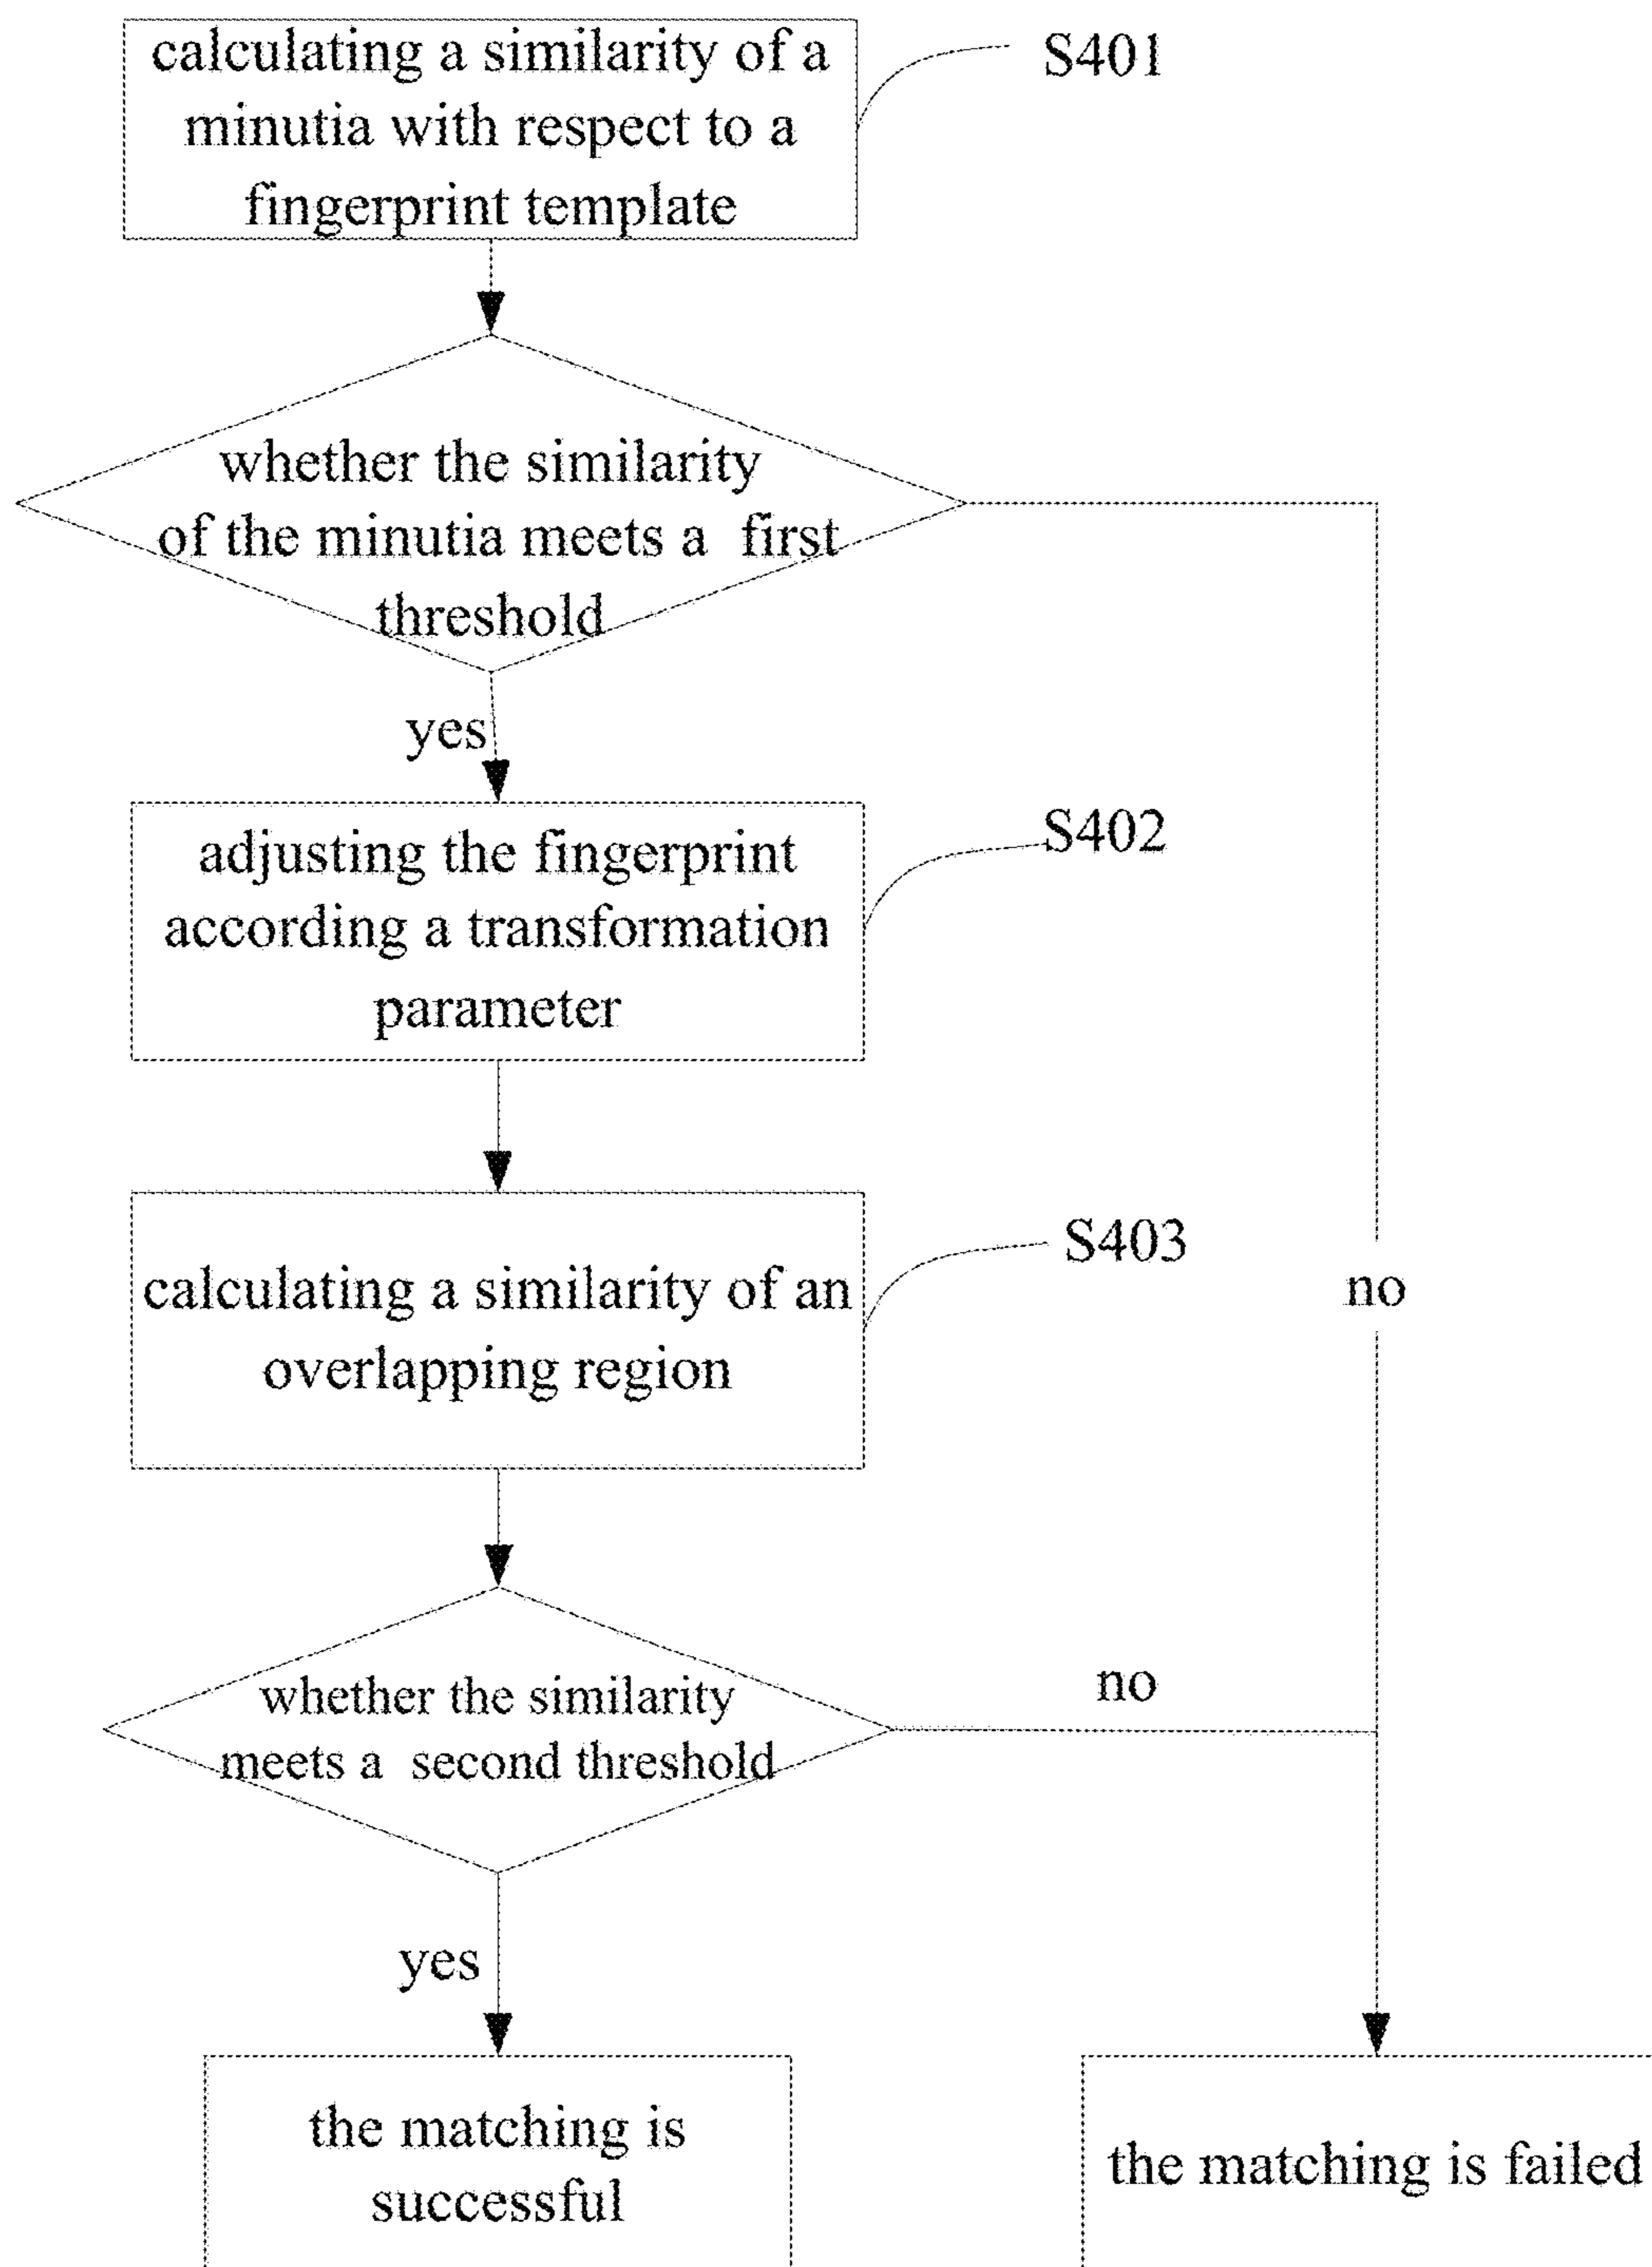 calculating a similarity of a
minutia with respect to a
fingerprint template
S401
whether the similarity
of the minutia meets a first
threshold
yes
adjusting the fingerprint
according a transformation
parameter
S402
calculating a similarity of an
overlapping region
S403
no
whether the similarity
meets a second threshold
no
yes
the matching is
successful
the matching is failed